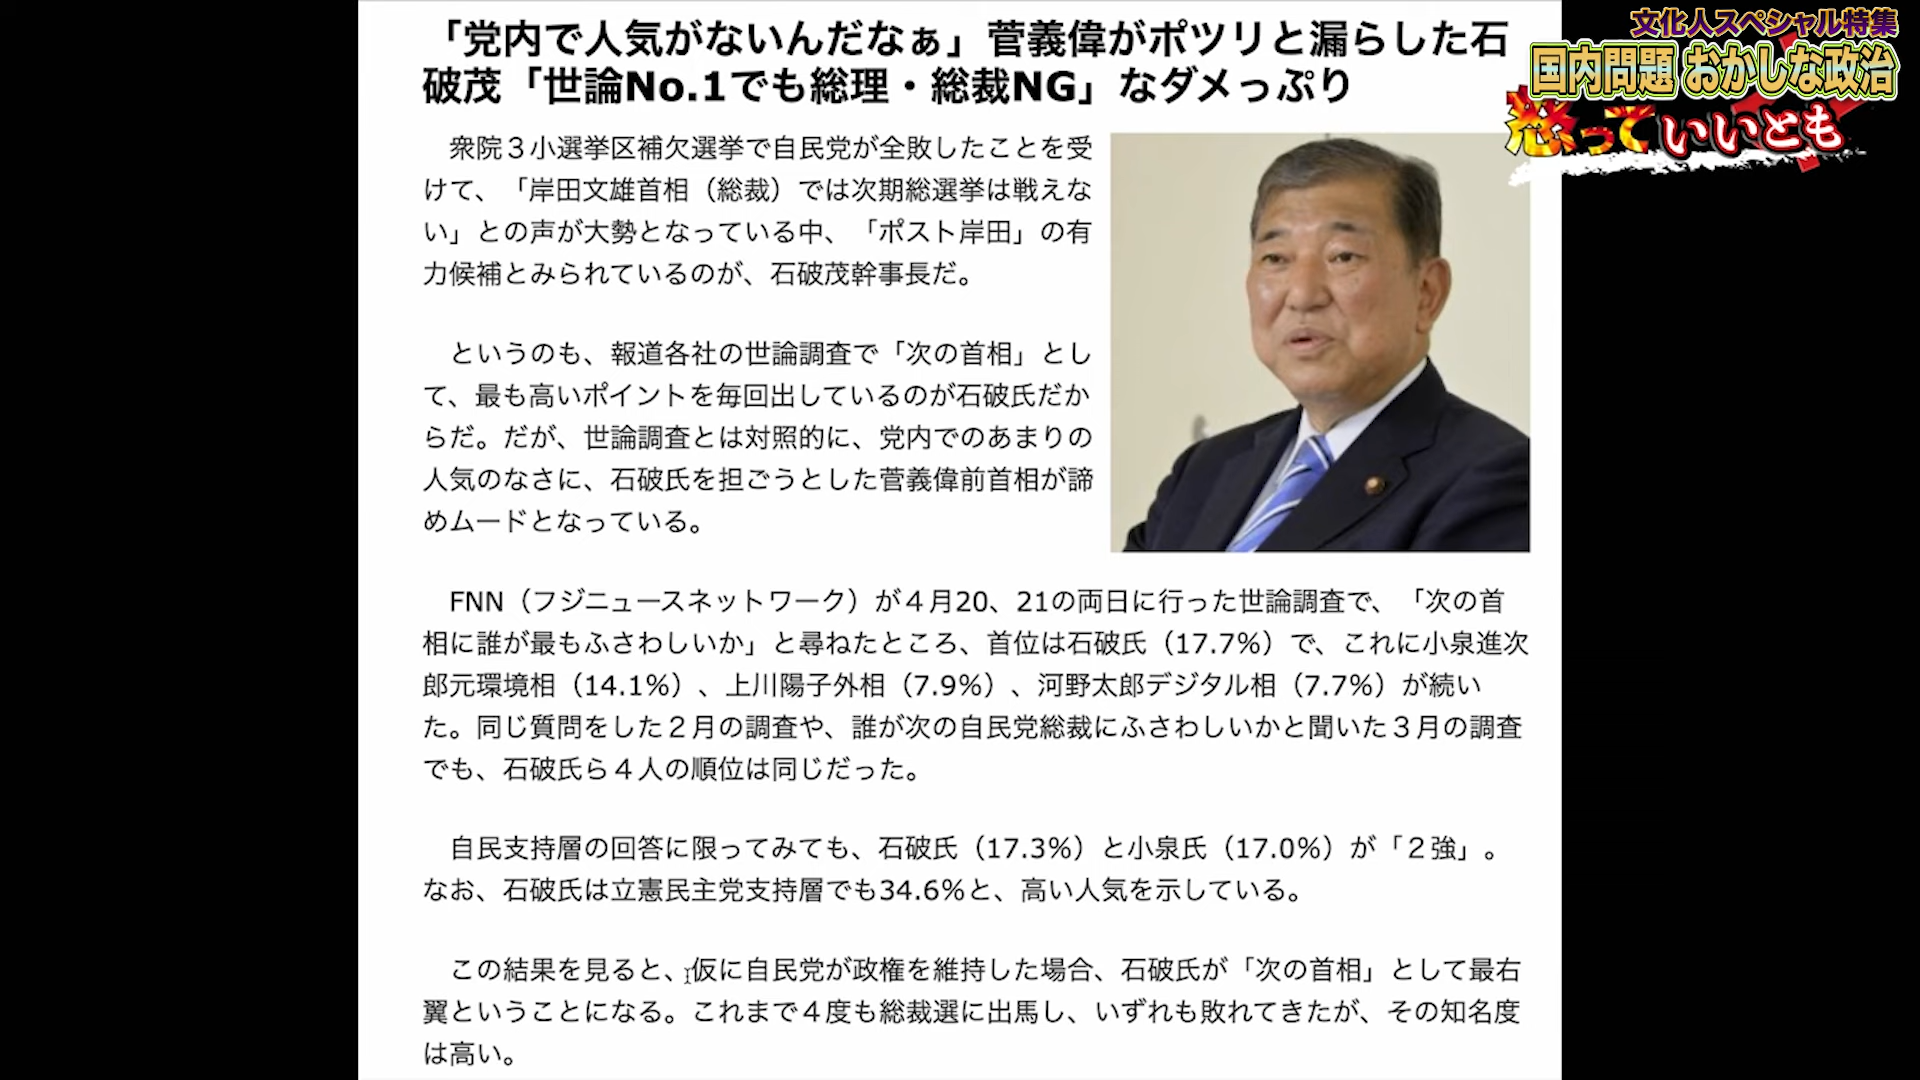 「党内で人気がないんだなぁ」菅義偉がポツリと漏らした石
破茂「世論No.1でも総理・総裁NG」なダメっぷり
文化人スペシャル特集
国内問題 おかしな政治
怒っていいとも
衆院３小選挙区補欠選挙で自民党が全敗したことを受
けて、「岸田文雄首相（総裁）では次期総選挙は戦えな
い」との声が大勢となっている中、「ポスト岸田」の有
力候補とみられているのが、石破茂幹事長だ。
というのも、報道各社の世論調査で「次の首相」とし
て、最も高いポイントを毎回出しているのが石破氏だか
らだ。だが、世論調査とは対照的に、党内でのあまりの
人気のなさに、石破氏を担ごうとした菅義偉前首相が諦
めムードとなっている。
FNN（フジニュースネットワーク）が４月20、21の両日に行った世論調査で、「次の首
相に誰が最もふさわしいか」と尋ねたところ、首位は石破氏（17.7%）で、これに小泉進次
郎元環境相（14.1%）、上川陽子外相（7.9%）、河野太郎デジタル相（7.7%）が続い
た。同じ質問をした２月の調査や、誰が次の自民党総裁にふさわしいかと聞いた３月の調査
でも、石破氏ら４人の順位は同じだった。
自民支持層の回答に限ってみても、石破氏（17.3%）と小泉氏（17.0%）が「２強」。
なお、石破氏は立憲民主党支持層でも34.6%と、高い人気を示している。
この結果を見ると、仮に自民党が政権を維持した場合、石破氏が「次の首相」として最右
翼ということになる。これまで４度も総裁選に出馬し、いずれも敗れてきたが、その知名度
は高い。